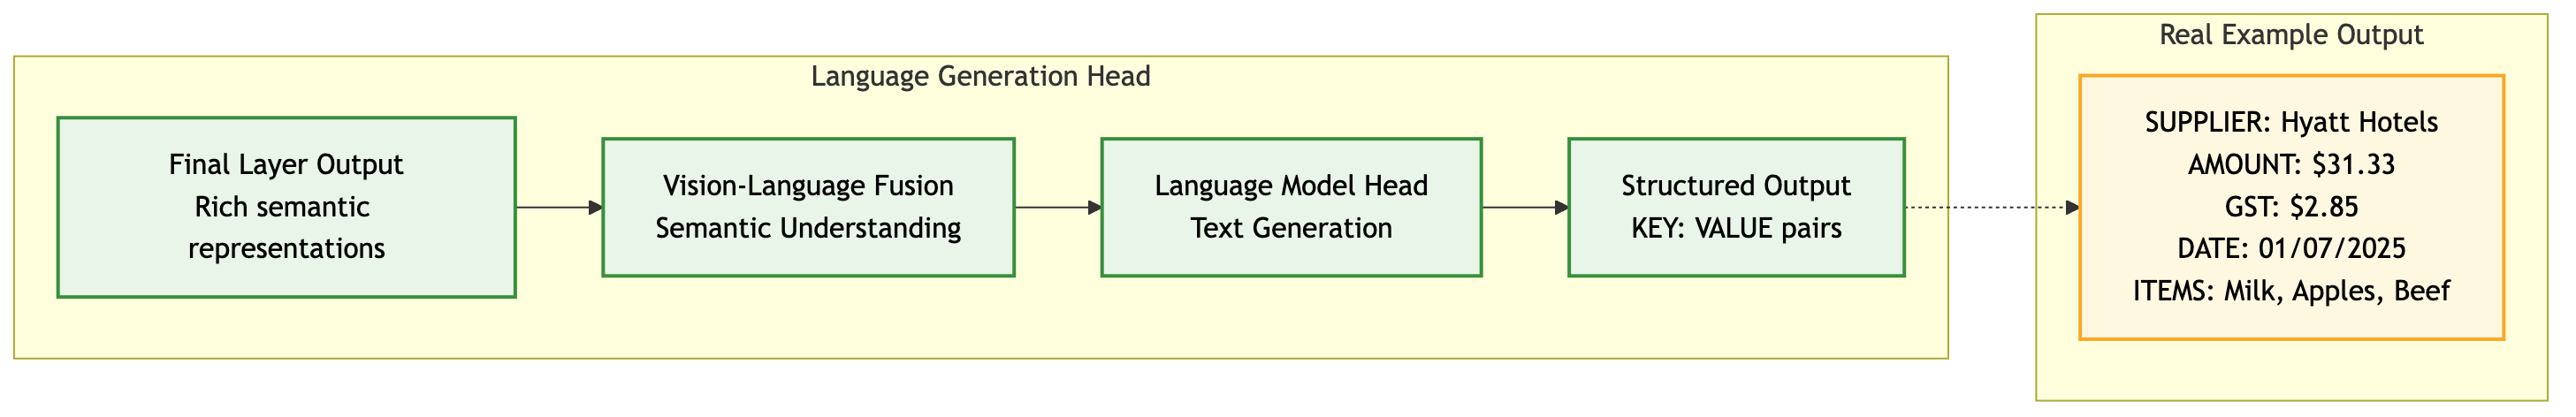 Language Generation Head
Final Layer Output
Rich semantic
representations
Vision-Language Fusion
Semantic Understanding
Language Model Head
Text Generation
Structured Output
KEY: VALUE pairs
Real Example Output
SUPPLIER: Hyatt Hotels
AMOUNT: $31.33
GST: $2.85
DATE: 01/07/2025
ITEMS: Milk, Apples, Beef